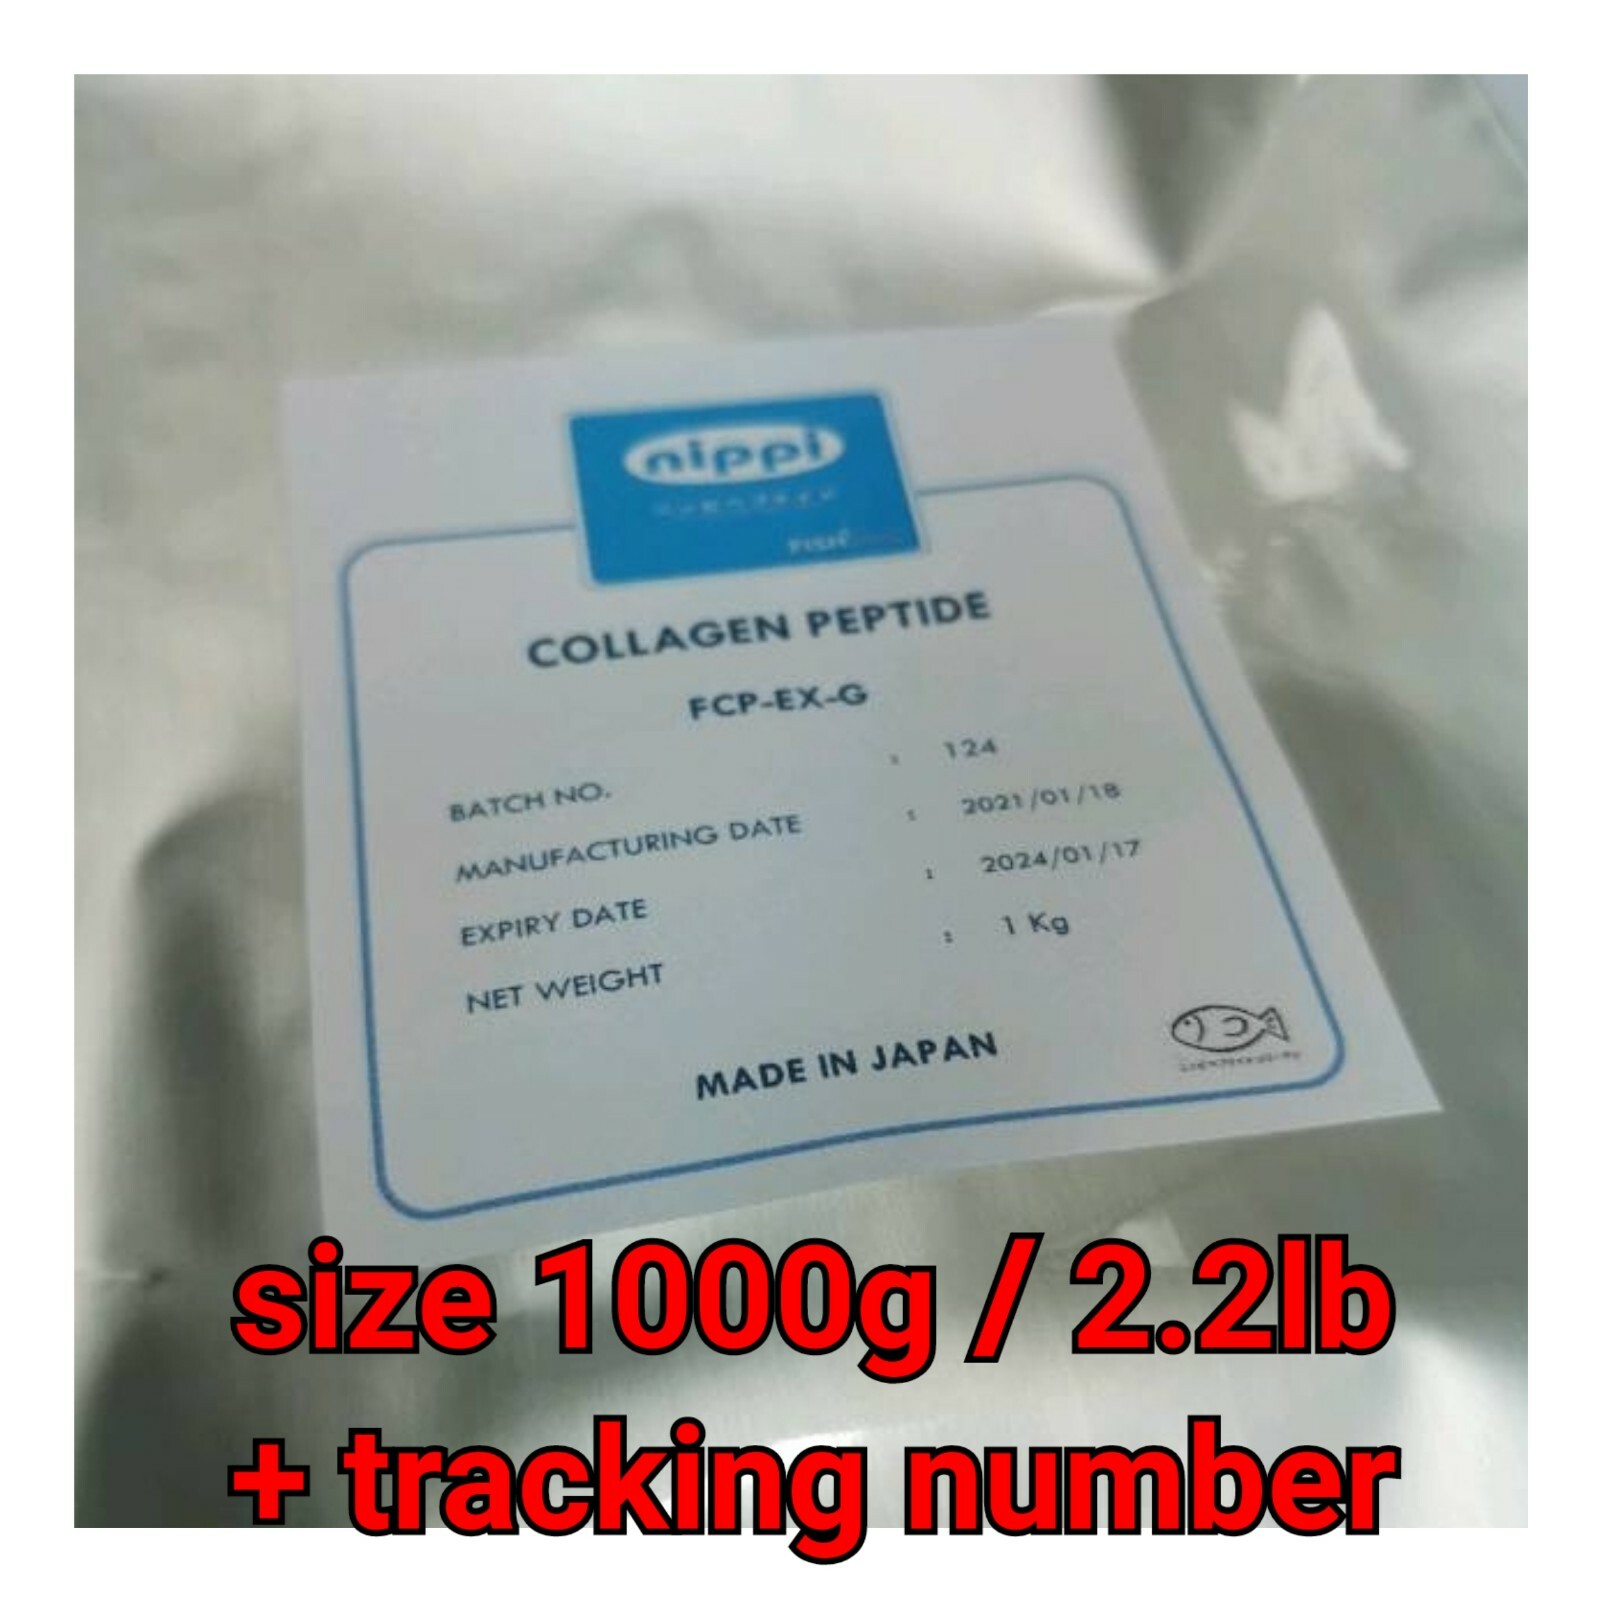 nippi
COLLAGEN PEPTIDE
FCP-EX-G
BATCH NO. : 124
MANUFACTURING DATE : 2021/01/18
EXPIRY DATE : 2024/01/17
NET WEIGHT : 1 Kg
MADE IN JAPAN
size 1000g / 2.2lb
+ tracking number